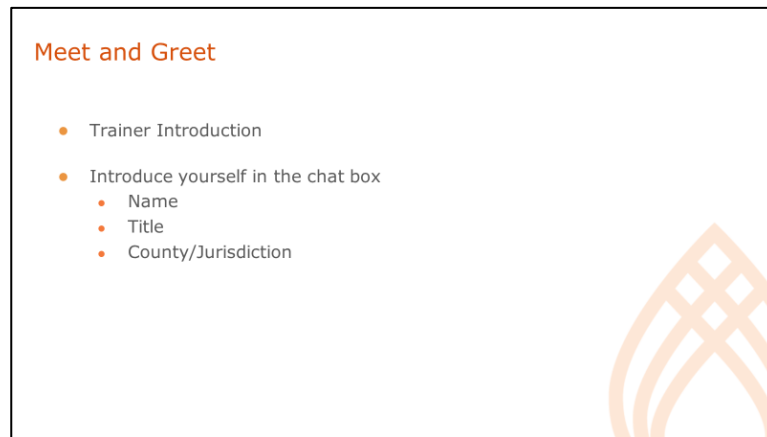 Meet and Greet
Trainer Introduction
Introduce yourself in the chat box
Name
Title
County/Jurisdiction